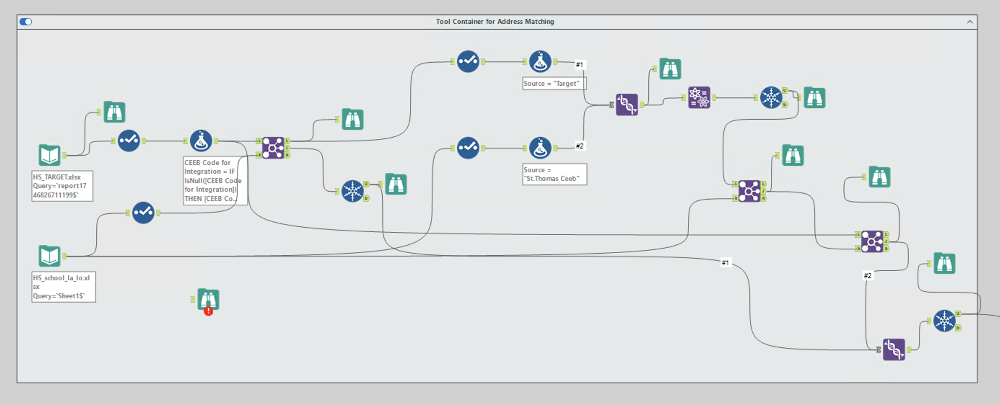 Tool Container for Address Matching
#1
Source = "Target"
#2
Source =
"St.Thomas Ceeb"
CEEB Code for
Integration = IF
IsNull([CEEB Code
for Integration])
THEN [CEEB Co...
HS_TARGET.xlsx
Query=`report17
46826711199$`
HS_school_la_lo.xl
sx
Query=`Sheet1$`
#1
#2
L
R
L
J
R
U
D
U
D
L
R
L
J
R
L
R
L
J
R
U
D